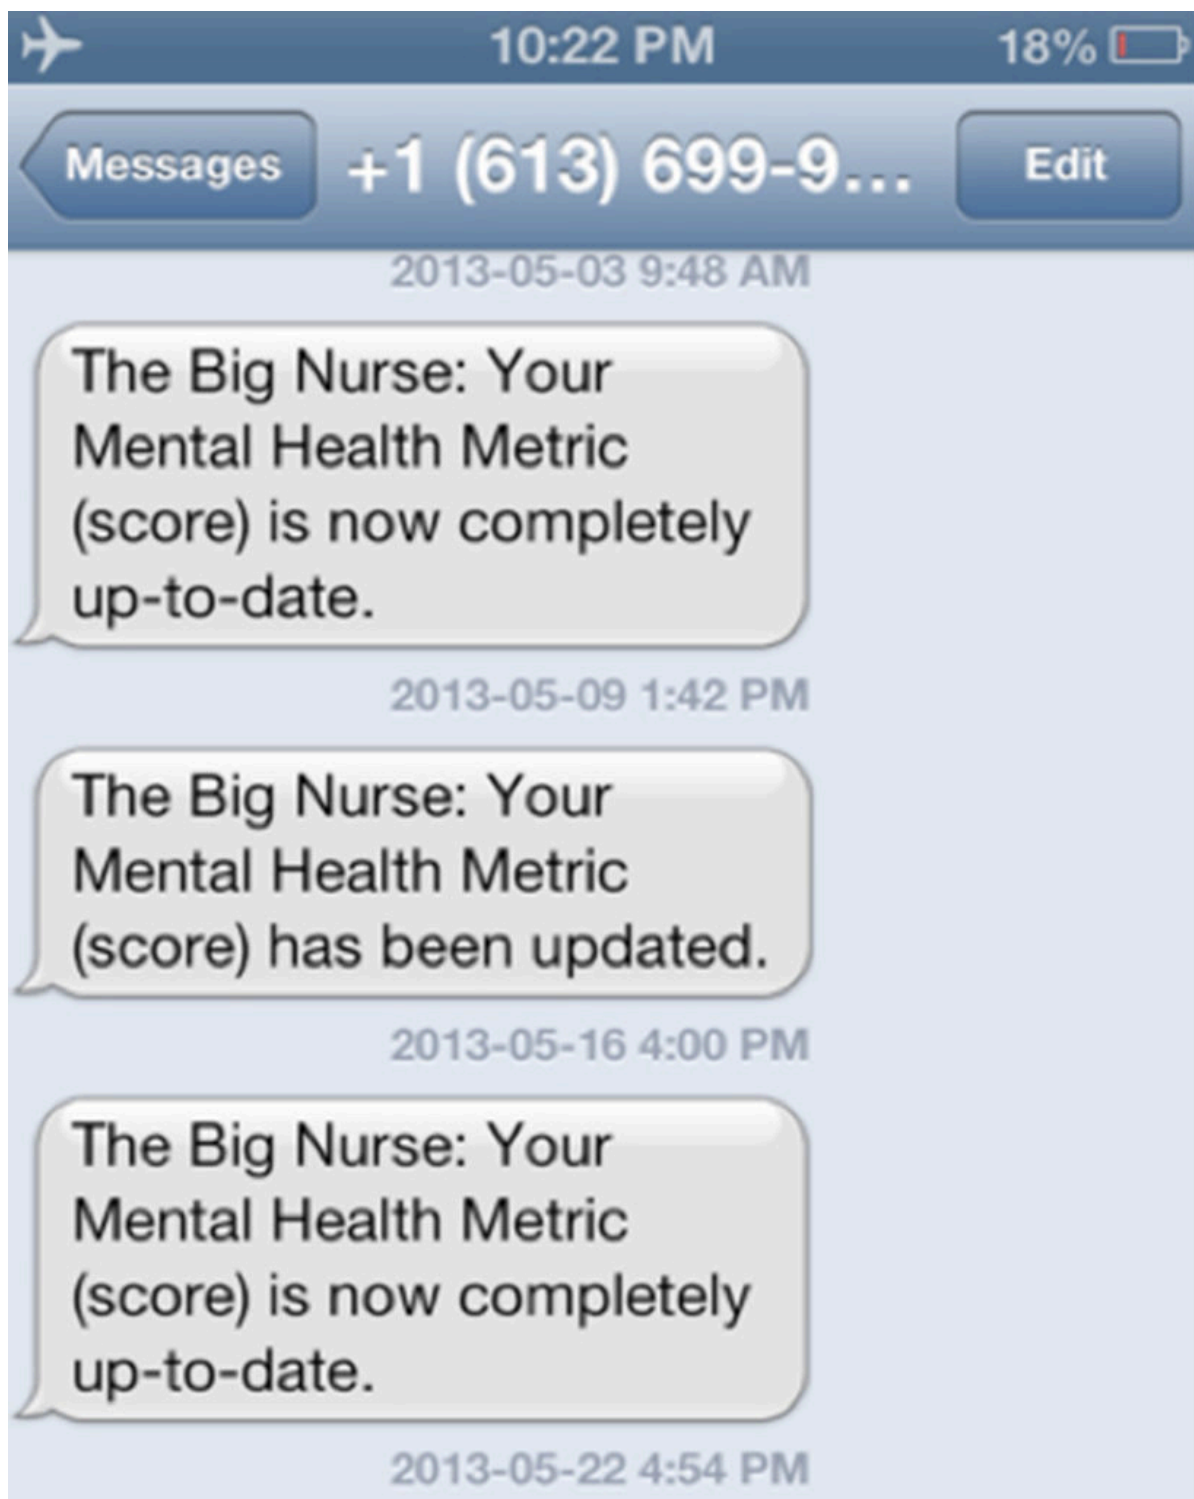 10:22 PM 18%
Messages +1 (613) 699-9... Edit
2013-05-03 9:48 AM
The Big Nurse: Your
Mental Health Metric
(score) is now completely
up-to-date.
2013-05-09 1:42 PM
The Big Nurse: Your
Mental Health Metric
(score) has been updated.
2013-05-16 4:00 PM
The Big Nurse: Your
Mental Health Metric
(score) is now completely
up-to-date.
2013-05-22 4:54 PM